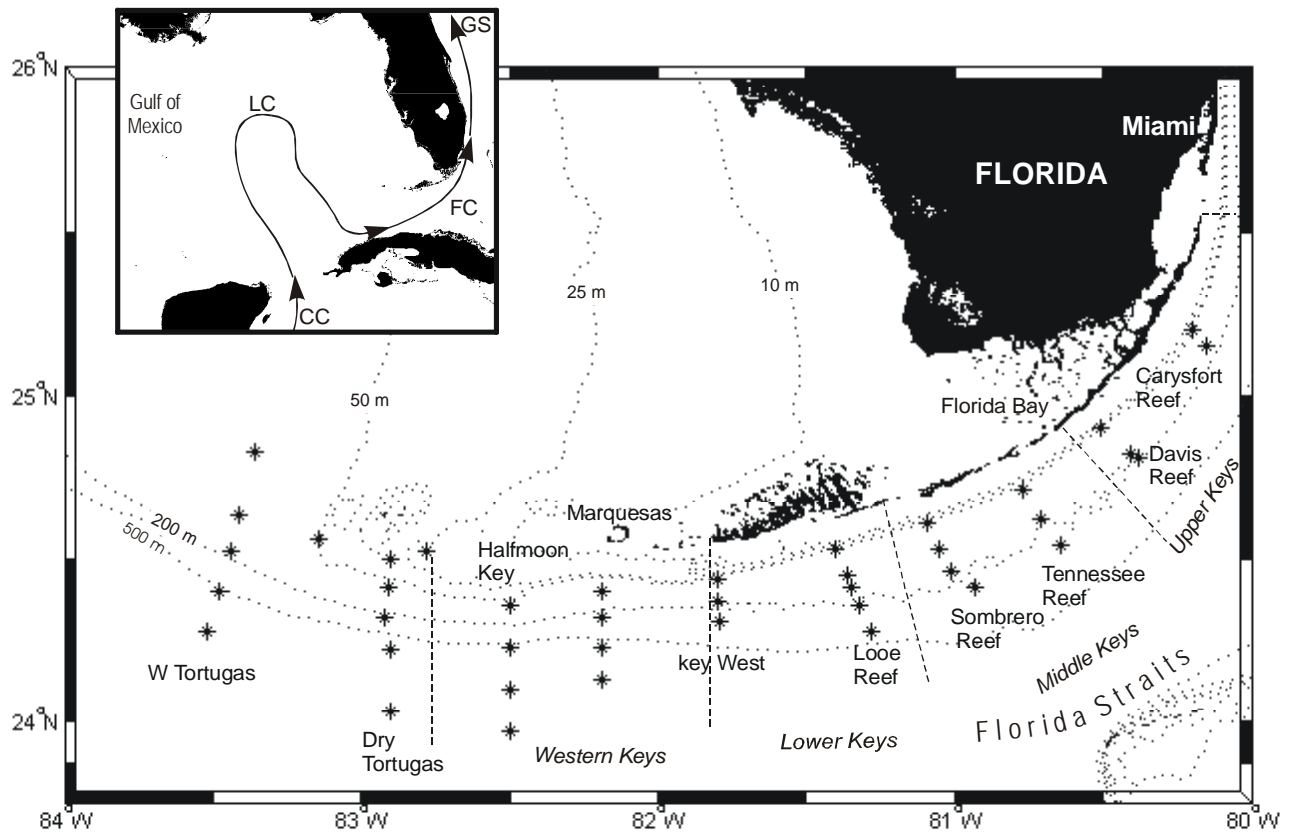 GS
Gulf of
Mexico
LC
FC
CC
26°N
25°N
24°N
84°W
83°W
82°W
81°W
80°W
Miami
FLORIDA
25 m
10 m
50 m
200 m
500 m
Florida Bay
Carysfort
Reef
Davis
Reef
Upper Keys
Marquesas
Halfmoon
Key
Tennessee
Reef
Sombrero
Reef
Middle Keys
Looe
Reef
key West
W Tortugas
Dry
Tortugas
Western Keys
Lower Keys
Florida Straits